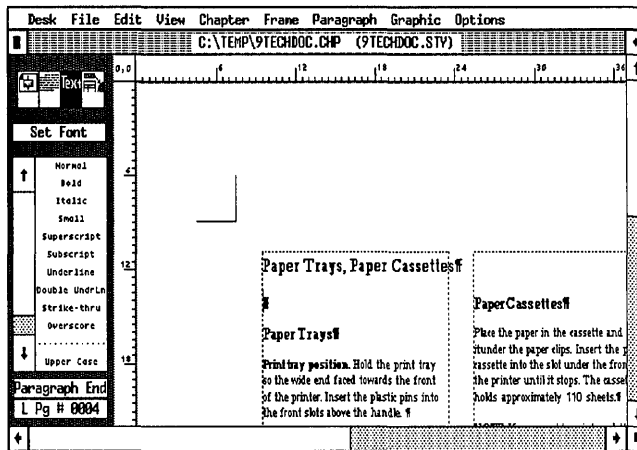 Desk File Edit View Chapter Frame Paragraph Graphic Options
C:\TEMP\9TECHDOC.CHP (9TECHDOC.STY)
0,0 6 12 18 24 30 36
Text
Set Font
Normal
Bold
Italic
Small
Superscript
Subscript
Underline
Double UndrLn
Strike-thru
Overscore
Upper Case
Paragraph End
L Pg # 0004
6
12
18
Paper Trays, Paper Cassettes¶
¶
Paper Trays¶
Print tray position. Hold the print tray
so the wide end faced towards the front
of the printer. Insert the plastic pins into
the front slots above the handle. ¶
Paper Cassettes¶
Place the paper in the cassette and
it under the paper clips. Insert the p
cassette into the slot under the fron
the printer until it stops. The casset
holds approximately 110 sheets.¶